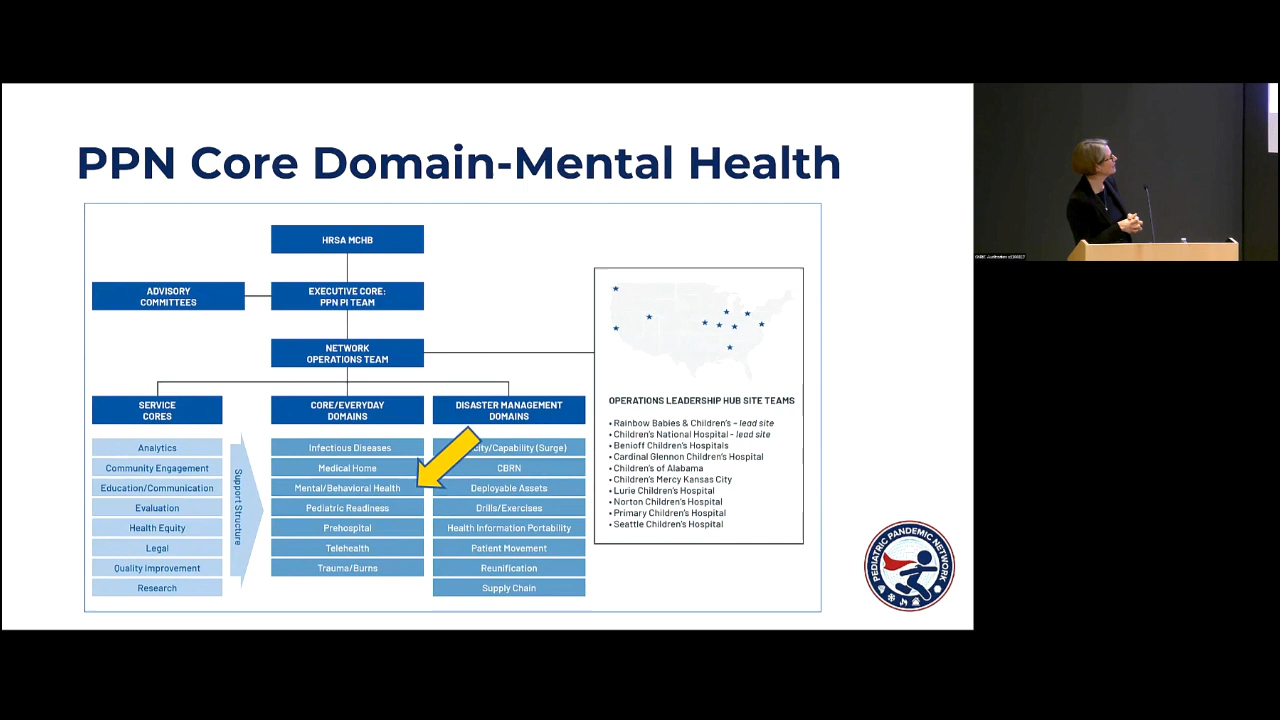 PPN Core Domain-Mental Health
HRSA MCHB
ADVISORY
COMMITTEES
EXECUTIVE CORE:
PPN PI TEAM
NETWORK
OPERATIONS TEAM
SERVICE
CORES
Analytics
Community Engagement
Education/Communication
Evaluation
Health Equity
Legal
Quality Improvement
Research
Support Structure
CORE/EVERYDAY
DOMAINS
Infectious Diseases
Medical Home
Mental/Behavioral Health
Pediatric Readiness
Prehospital
Telehealth
Trauma/Burns
DISASTER MANAGEMENT
DOMAINS
city/Capability (Surge)
CBRN
Deployable Assets
Drills/Exercises
Health Information Portability
Patient Movement
Reunification
Supply Chain
OPERATIONS LEADERSHIP HUB SITE TEAMS
• Rainbow Babies & Children's – lead site
• Children's National Hospital - lead site
• Benioff Children's Hospitals
• Cardinal Glennon Children's Hospital
• Children's of Alabama
• Children's Mercy Kansas City
• Lurie Children's Hospital
• Norton Children's Hospital
• Primary Children's Hospital
• Seattle Children's Hospital
PEDIATRIC PANDEMIC NETWORK